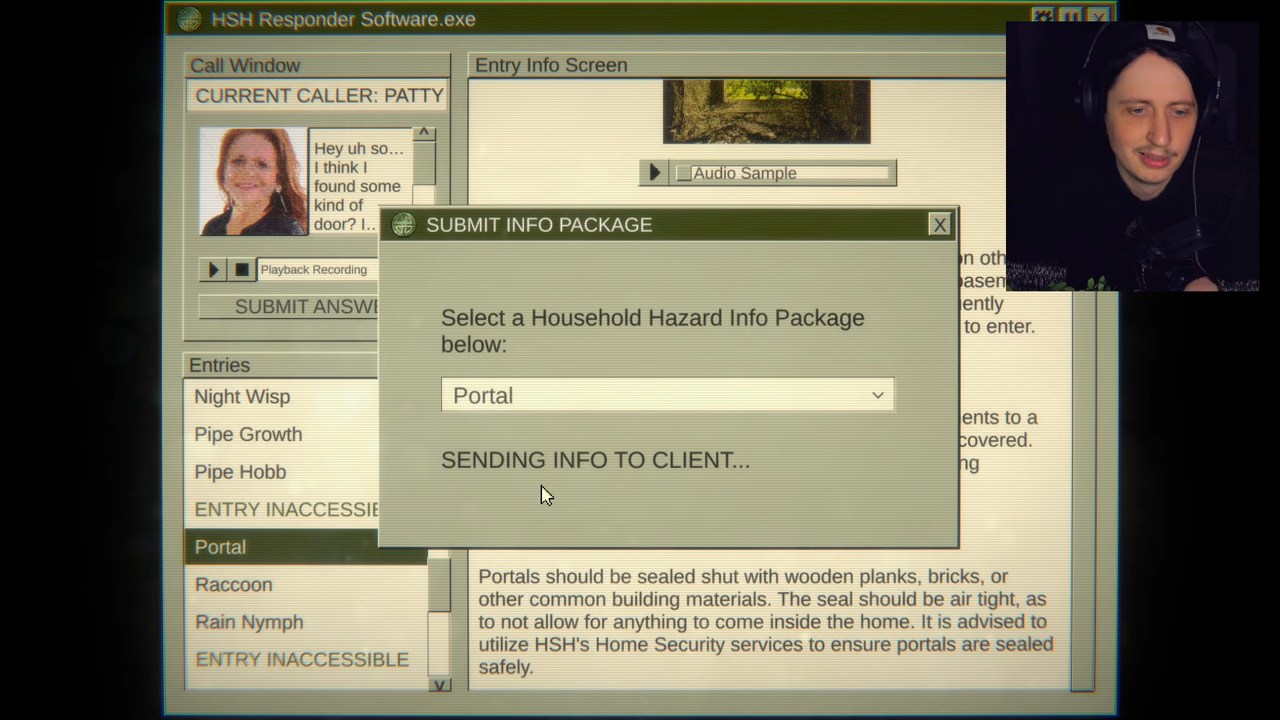 HSH Responder Software.exe
Call Window
CURRENT CALLER: PATTY
Hey uh so...
I think I
found some
kind of
door? I..
Playback Recording
SUBMIT ANSWE
Entries
Night Wisp
Pipe Growth
Pipe Hobb
ENTRY INACCESSIB
Portal
Raccoon
Rain Nymph
ENTRY INACCESSIBLE
Entry Info Screen
Audio Sample
to enter.
ents to a
covered.
SUBMIT INFO PACKAGE
X
Select a Household Hazard Info Package
below:
Portal
SENDING INFO TO CLIENT...
Portals should be sealed shut with wooden planks, bricks, or
other common building materials. The seal should be air tight, as
to not allow for anything to come inside the home. It is advised to
utilize HSH's Home Security services to ensure portals are sealed
safely.